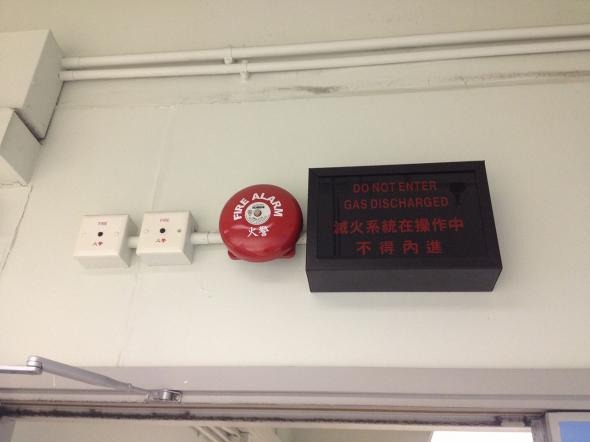 FIRE
火警
FIRE
火警
FIRE ALARM
火警
DO NOT ENTER
GAS DISCHARGED
滅火系統在操作中
不得內進